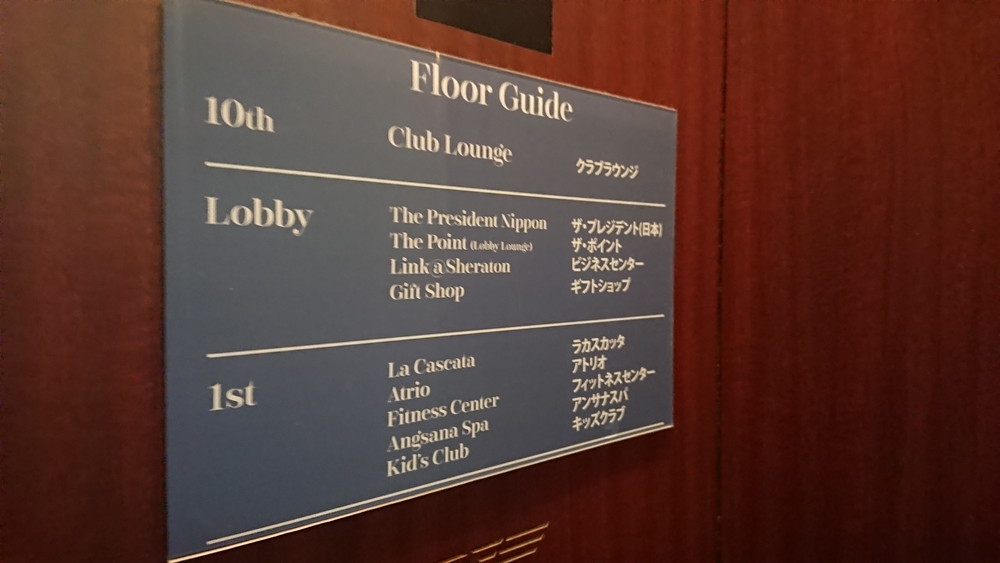 Floor Guide
10th
Club Lounge クラブラウンジ
Lobby
The President Nippon ザ・プレジデント(日本)
The Point (Lobby Lounge) ザ・ポイント
Link@Sheraton ビジネスセンター
Gift Shop ギフトショップ
1st
La Cascata ラカスカッタ
Atrio アトリオ
Fitness Center フィットネスセンター
Angsana Spa アンサナスパ
Kid's Club キッズクラブ